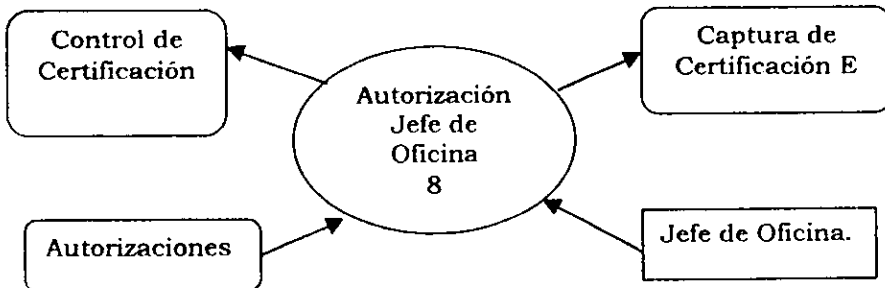 Control de
Certificación
Captura de
Certificación E
Autorización
Jefe de
Oficina
8
Autorizaciones
Jefe de Oficina.